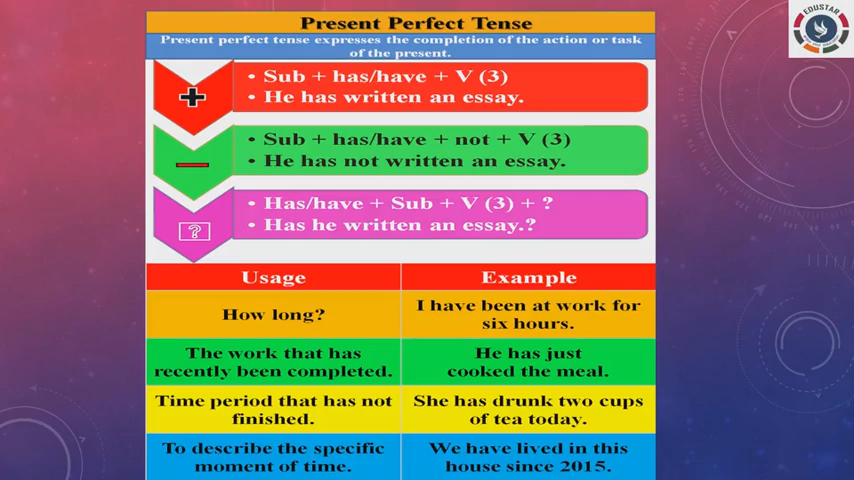 Present Perfect Tense
EDUSTAR
Present perfect tense expresses the completion of the action or task
of the present.
+
• Sub + has/have + V (3)
• He has written an essay.
• Sub + has/have + not + V (3)
• He has not written an essay.
?
• Has/have + Sub + V (3) + ?
• Has he written an essay.?
Usage
Example
How long?
I have been at work for
six hours.
The work that has
recently been completed.
He has just
cooked the meal.
Time period that has not
finished.
She has drunk two cups
of tea today.
To describe the specific
moment of time.
We have lived in this
house since 2015.